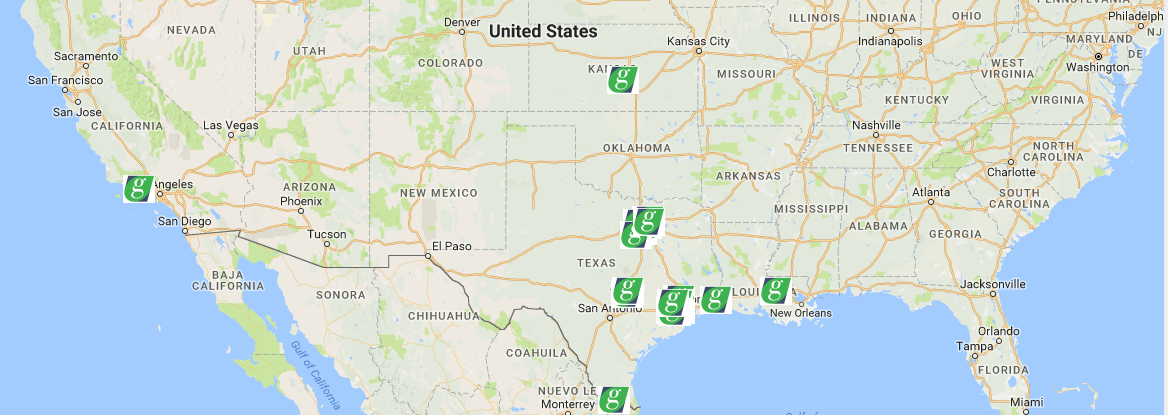 Philadelph
PENNSYLVANIA
NJ
ILLINOIS
INDIANA
OHIO
NEVADA
Denver
United States
Indianapolis
MARYLAND
DE
Kansas City
Sacramento
UTAH
COLORADO
KAN
g
MISSOURI
WEST
VIRGINIA
Washington
San Francisco
San Jose
KENTUCKY
VIRGINIA
CALIFORNIA
Las Vegas
Nashville
TENNESSEE
OKLAHOMA
NORTH
CAROLINA
Charlotte
ARKANSAS
g
Angeles
ARIZONA
Phoenix
NEW MEXICO
Atlanta
SOUTH
CAROLINA
MISSISSIPPI
ALABAMA
GEORGIA
San Diego
Tucson
El Paso
g
g
TEXAS
BAJA
CALIFORNIA
SONORA
g
g
g
g
LOUI
A
Jacksonville
San Antonio
New Orleans
CHIHUAHUA
Orlando
Tampa
COAHUILA
Gulf of California
FLORIDA
NUEVO LE
g
Monterrey
Miami